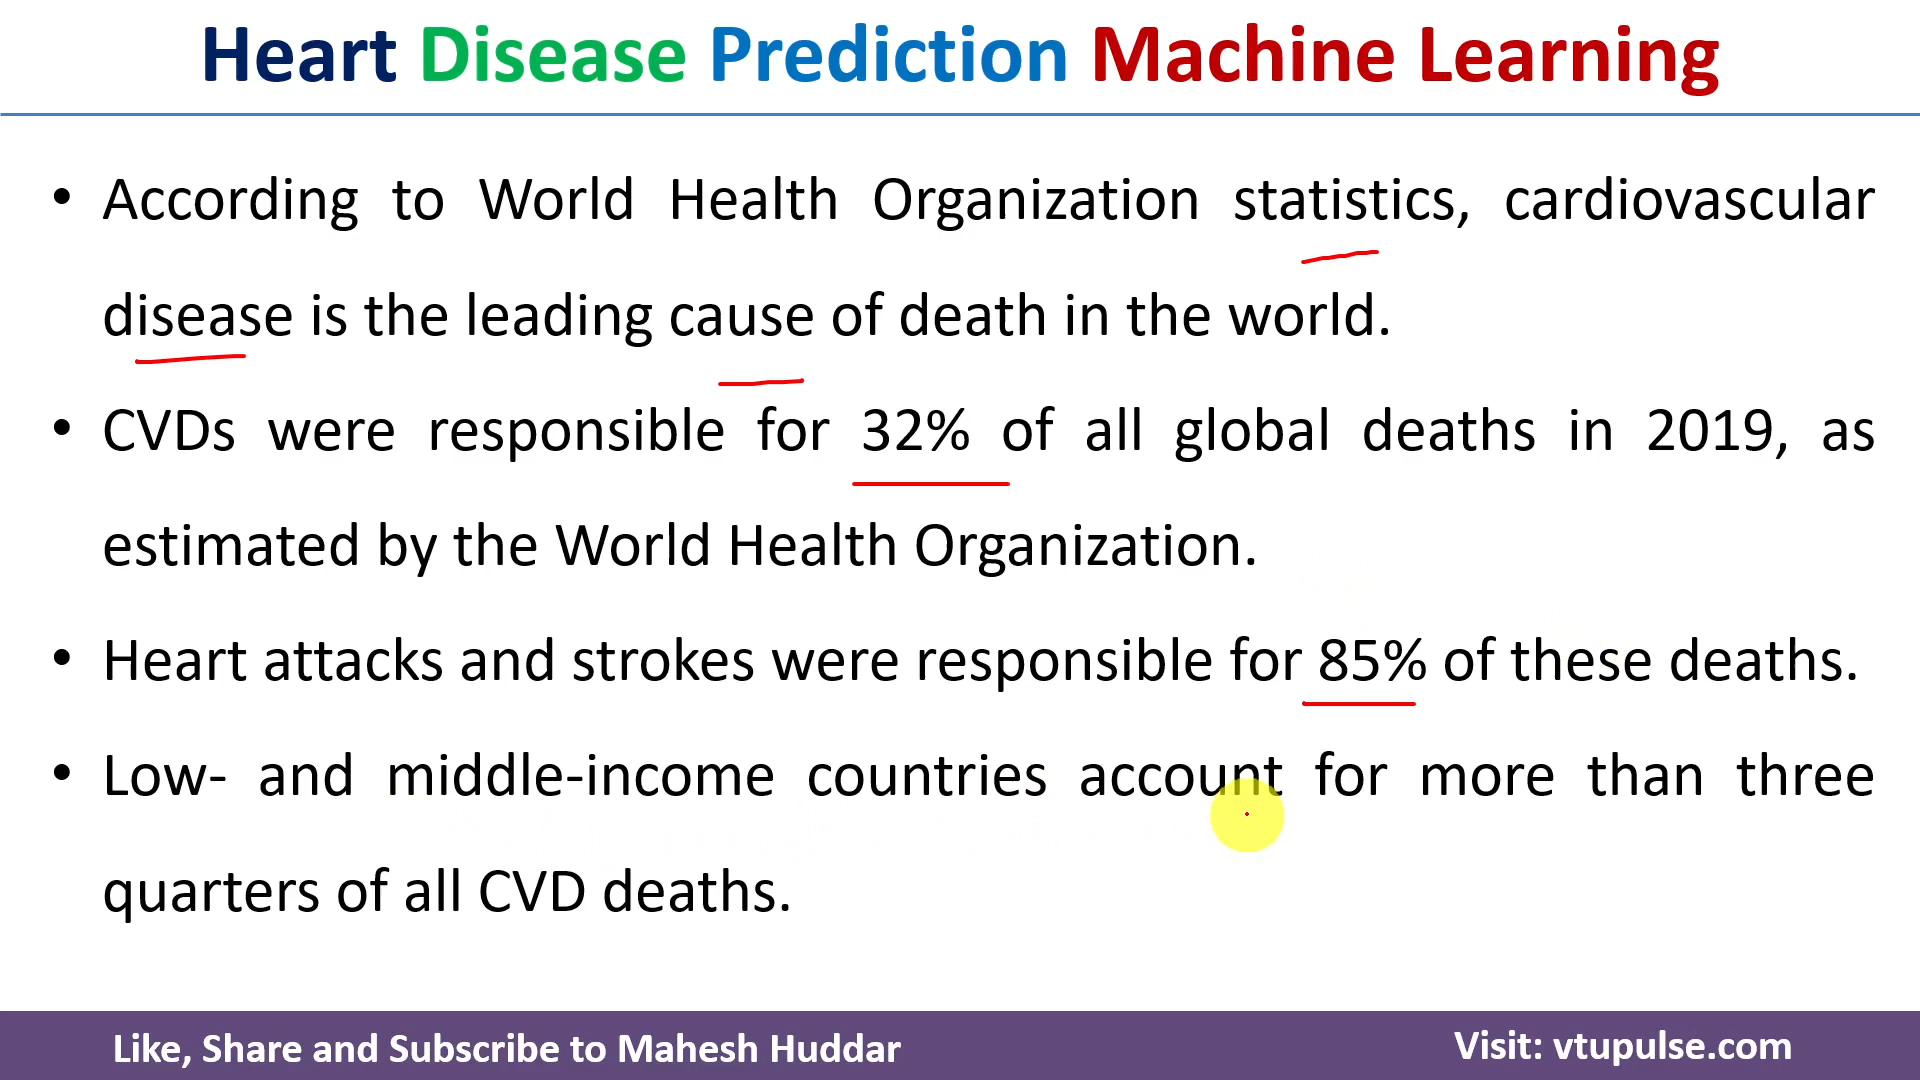 Heart Disease Prediction Machine Learning
• According to World Health Organization statistics, cardiovascular
disease is the leading cause of death in the world.
• CVDs were responsible for 32% of all global deaths in 2019, as
estimated by the World Health Organization.
• Heart attacks and strokes were responsible for 85% of these deaths.
• Low- and middle-income countries account for more than three
quarters of all CVD deaths.
Like, Share and Subscribe to Mahesh Huddar
Visit: vtupulse.com